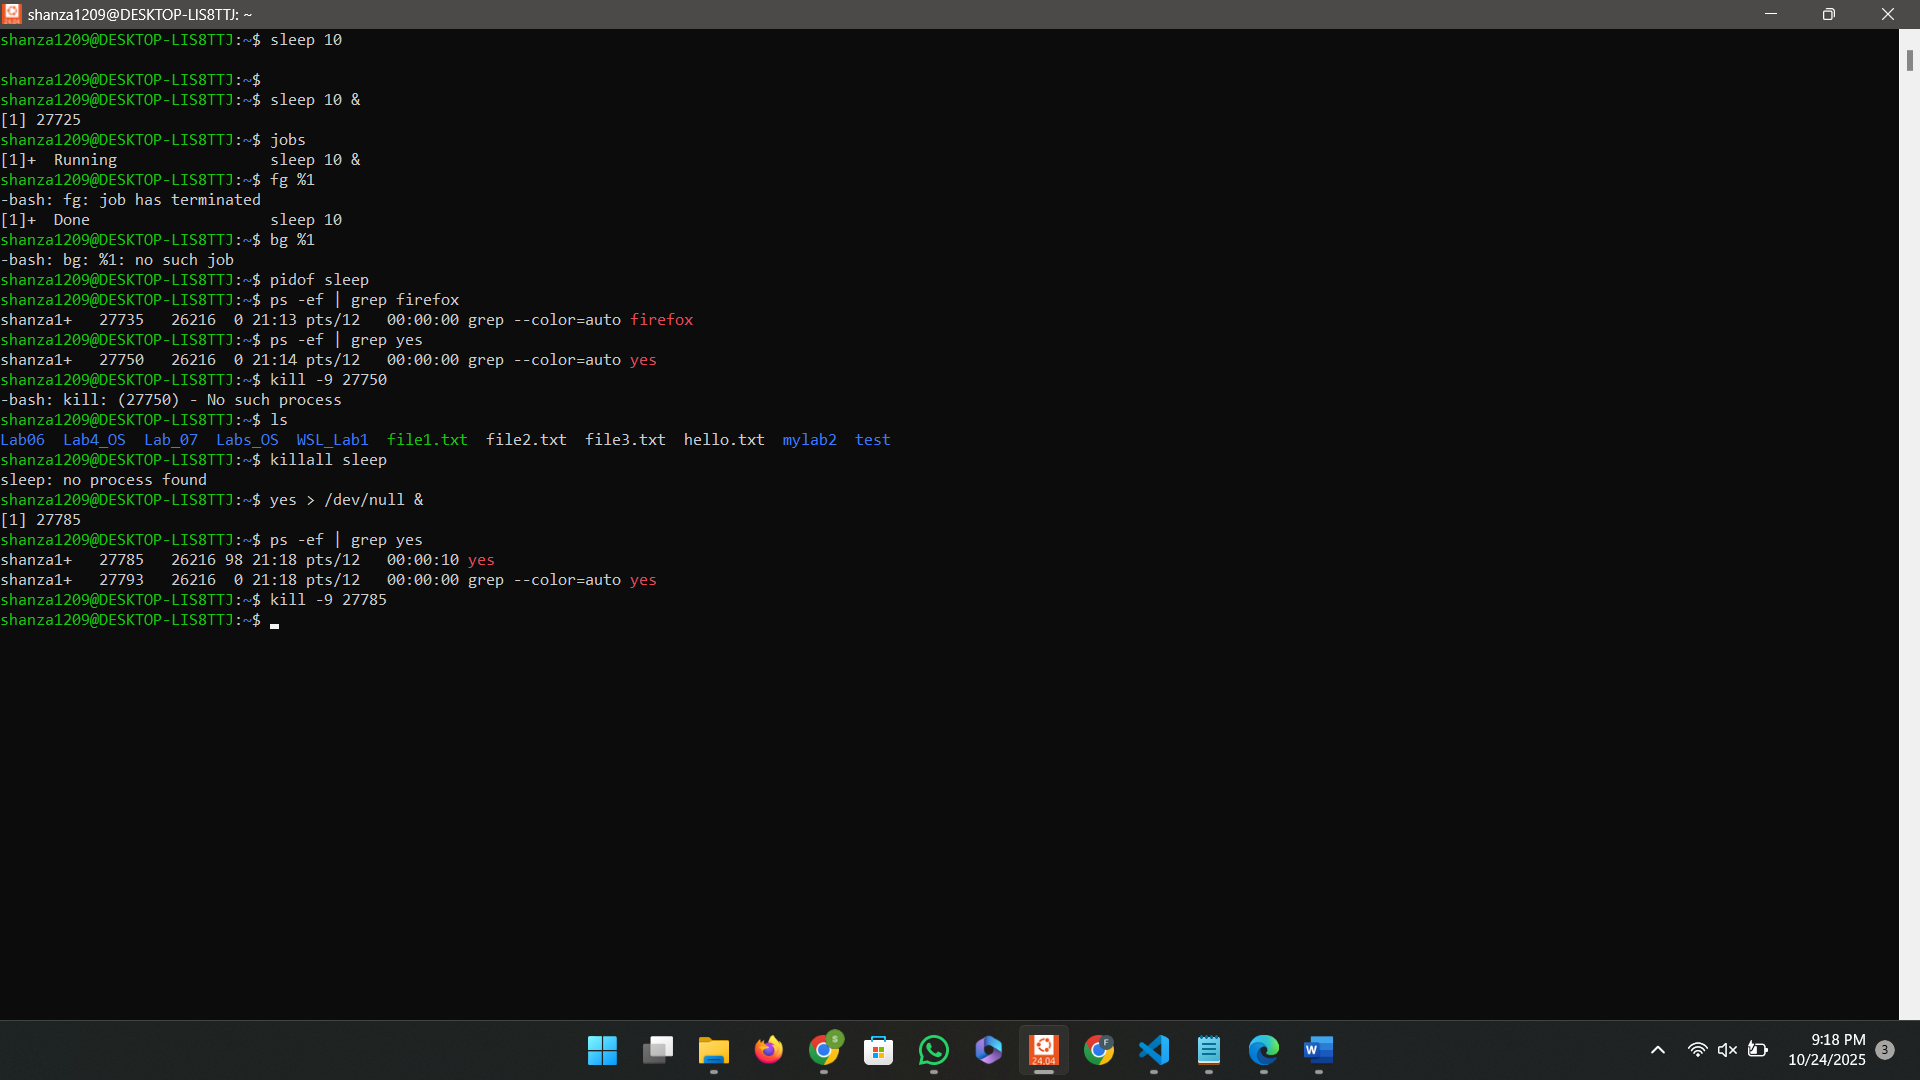 shanza1209@DESKTOP-LIS8TTJ: ~
shanza1209@DESKTOP-LIS8TTJ:~$ sleep 10
shanza1209@DESKTOP-LIS8TTJ:~$
shanza1209@DESKTOP-LIS8TTJ:~$ sleep 10 &
[1] 27725
shanza1209@DESKTOP-LIS8TTJ:~$ jobs
[1]+  Running                 sleep 10 &
shanza1209@DESKTOP-LIS8TTJ:~$ fg %1
-bash: fg: job has terminated
[1]+  Done                    sleep 10
shanza1209@DESKTOP-LIS8TTJ:~$ bg %1
-bash: bg: %1: no such job
shanza1209@DESKTOP-LIS8TTJ:~$ pidof sleep
shanza1209@DESKTOP-LIS8TTJ:~$ ps -ef | grep firefox
shanza1+   27735   26216  0 21:13 pts/12   00:00:00 grep --color=auto firefox
shanza1209@DESKTOP-LIS8TTJ:~$ ps -ef | grep yes
shanza1+   27750   26216  0 21:14 pts/12   00:00:00 grep --color=auto yes
shanza1209@DESKTOP-LIS8TTJ:~$ kill -9 27750
-bash: kill: (27750) - No such process
shanza1209@DESKTOP-LIS8TTJ:~$ ls
Lab06  Lab4_OS  Lab_07  Labs_OS  WSL_Lab1  file1.txt  file2.txt  file3.txt  hello.txt  mylab2  test
shanza1209@DESKTOP-LIS8TTJ:~$ killall sleep
sleep: no process found
shanza1209@DESKTOP-LIS8TTJ:~$ yes > /dev/null &
[1] 27785
shanza1209@DESKTOP-LIS8TTJ:~$ ps -ef | grep yes
shanza1+   27785   26216 98 21:18 pts/12   00:00:10 yes
shanza1+   27793   26216  0 21:18 pts/12   00:00:00 grep --color=auto yes
shanza1209@DESKTOP-LIS8TTJ:~$ kill -9 27785
shanza1209@DESKTOP-LIS8TTJ:~$
S
24.04
F
W
9:18 PM
10/24/2025
3